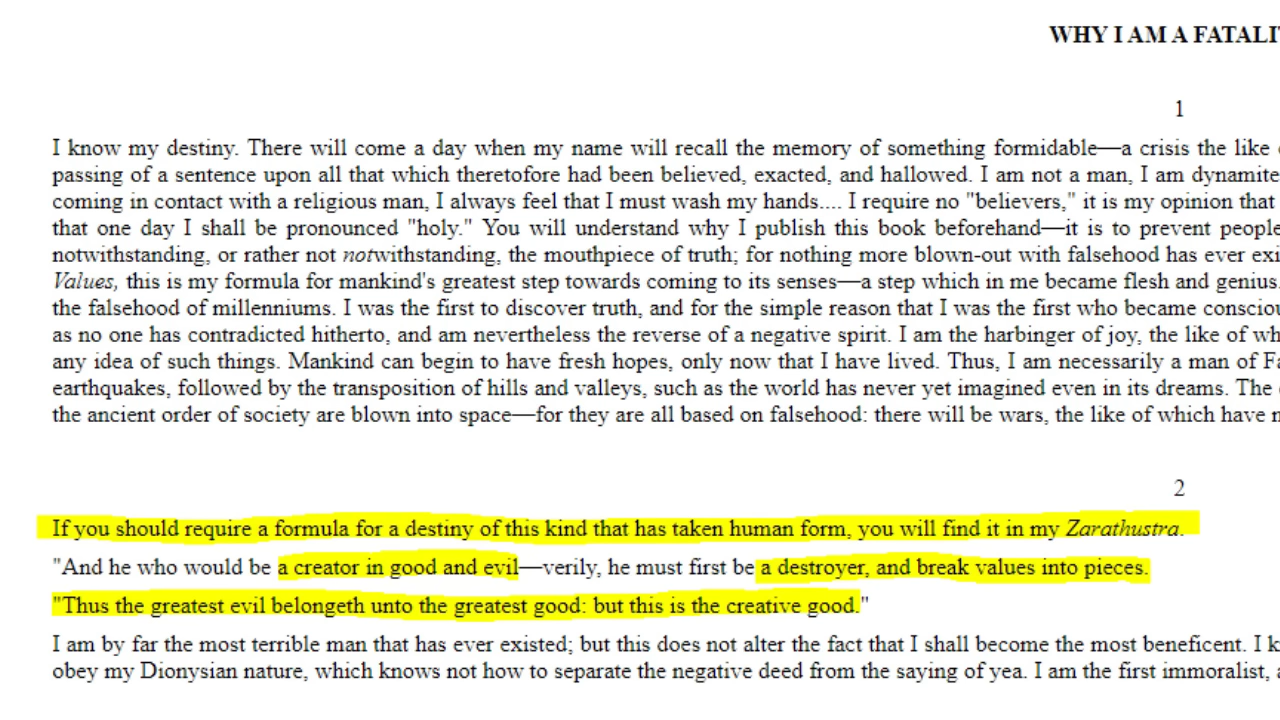 WHY I AM A
1
I know my destiny. There will come a day when my name will recall the memory of something formidable—a crisis the like
passing of a sentence upon all that which theretofore had been believed, exacted, and hallowed. I am not a man, I am dynamite
coming in contact with a religious man, I always feel that I must wash my hands.... I require no "believers," it is my opinion that
that one day I shall be pronounced "holy." You will understand why I publish this book beforehand—it is to prevent people
notwithstanding, or rather not notwithstanding, the mouthpiece of truth; for nothing more blown-out with falsehood has ever
Values, this is my formula for mankind's greatest step towards coming to its senses—a step which in me became flesh and genius.
the falsehood of millenniums. I was the first to discover truth, and for the simple reason that I was the first who became
as no one has contradicted hitherto, and am nevertheless the reverse of a negative spirit. I am the harbinger of joy, the like of
any idea of such things. Mankind can begin to have fresh hopes, only now that I have lived. Thus, I am necessarily a man of
earthquakes, followed by the transposition of hills and valleys, such as the world has never yet imagined even in its dreams. The
the ancient order of society are blown into space—for they are all based on falsehood: there will be wars, the like of which have
2
If you should require a formula for a destiny of this kind that has taken human form, you will find it in my Zarathustra.
"And he who would be a creator in good and evil—verily, he must first be a destroyer, and break values into pieces.
"Thus the greatest evil belongeth unto the greatest good: but this is the creative good."
I am by far the most terrible man that has ever existed; but this does not alter the fact that I shall become the most beneficent. I
obey my Dionysian nature, which knows not how to separate the negative deed from the saying of yea. I am the first immoralist,